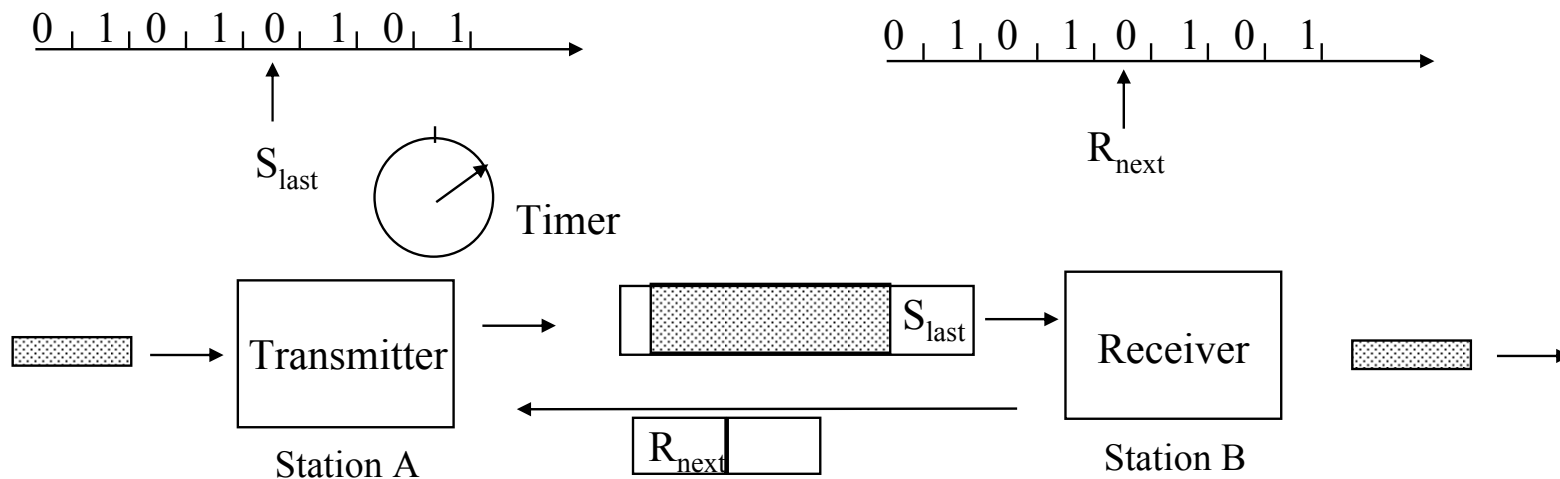 0 1 0 1 0 1 0 1
0 1 0 1 0 1 0 1
S_last
R_next
Timer
Transmitter
S_last
Receiver
R_next
Station A
Station B